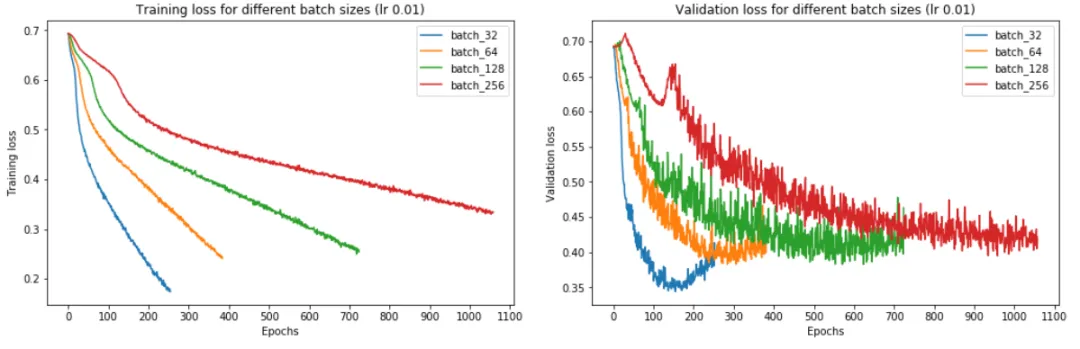 Training loss for different batch sizes (lr 0.01)
0.7
0.6
0.5
0.4
0.3
0.2
Training loss
batch_32
batch_64
batch_128
batch_256
0 100 200 300 400 500 600 700 800 900 1000 1100
Epochs
Validation loss for different batch sizes (lr 0.01)
0.70
0.65
0.60
0.55
0.50
0.45
0.40
0.35
Validation loss
batch_32
batch_64
batch_128
batch_256
0 100 200 300 400 500 600 700 800 900 1000 1100
Epochs